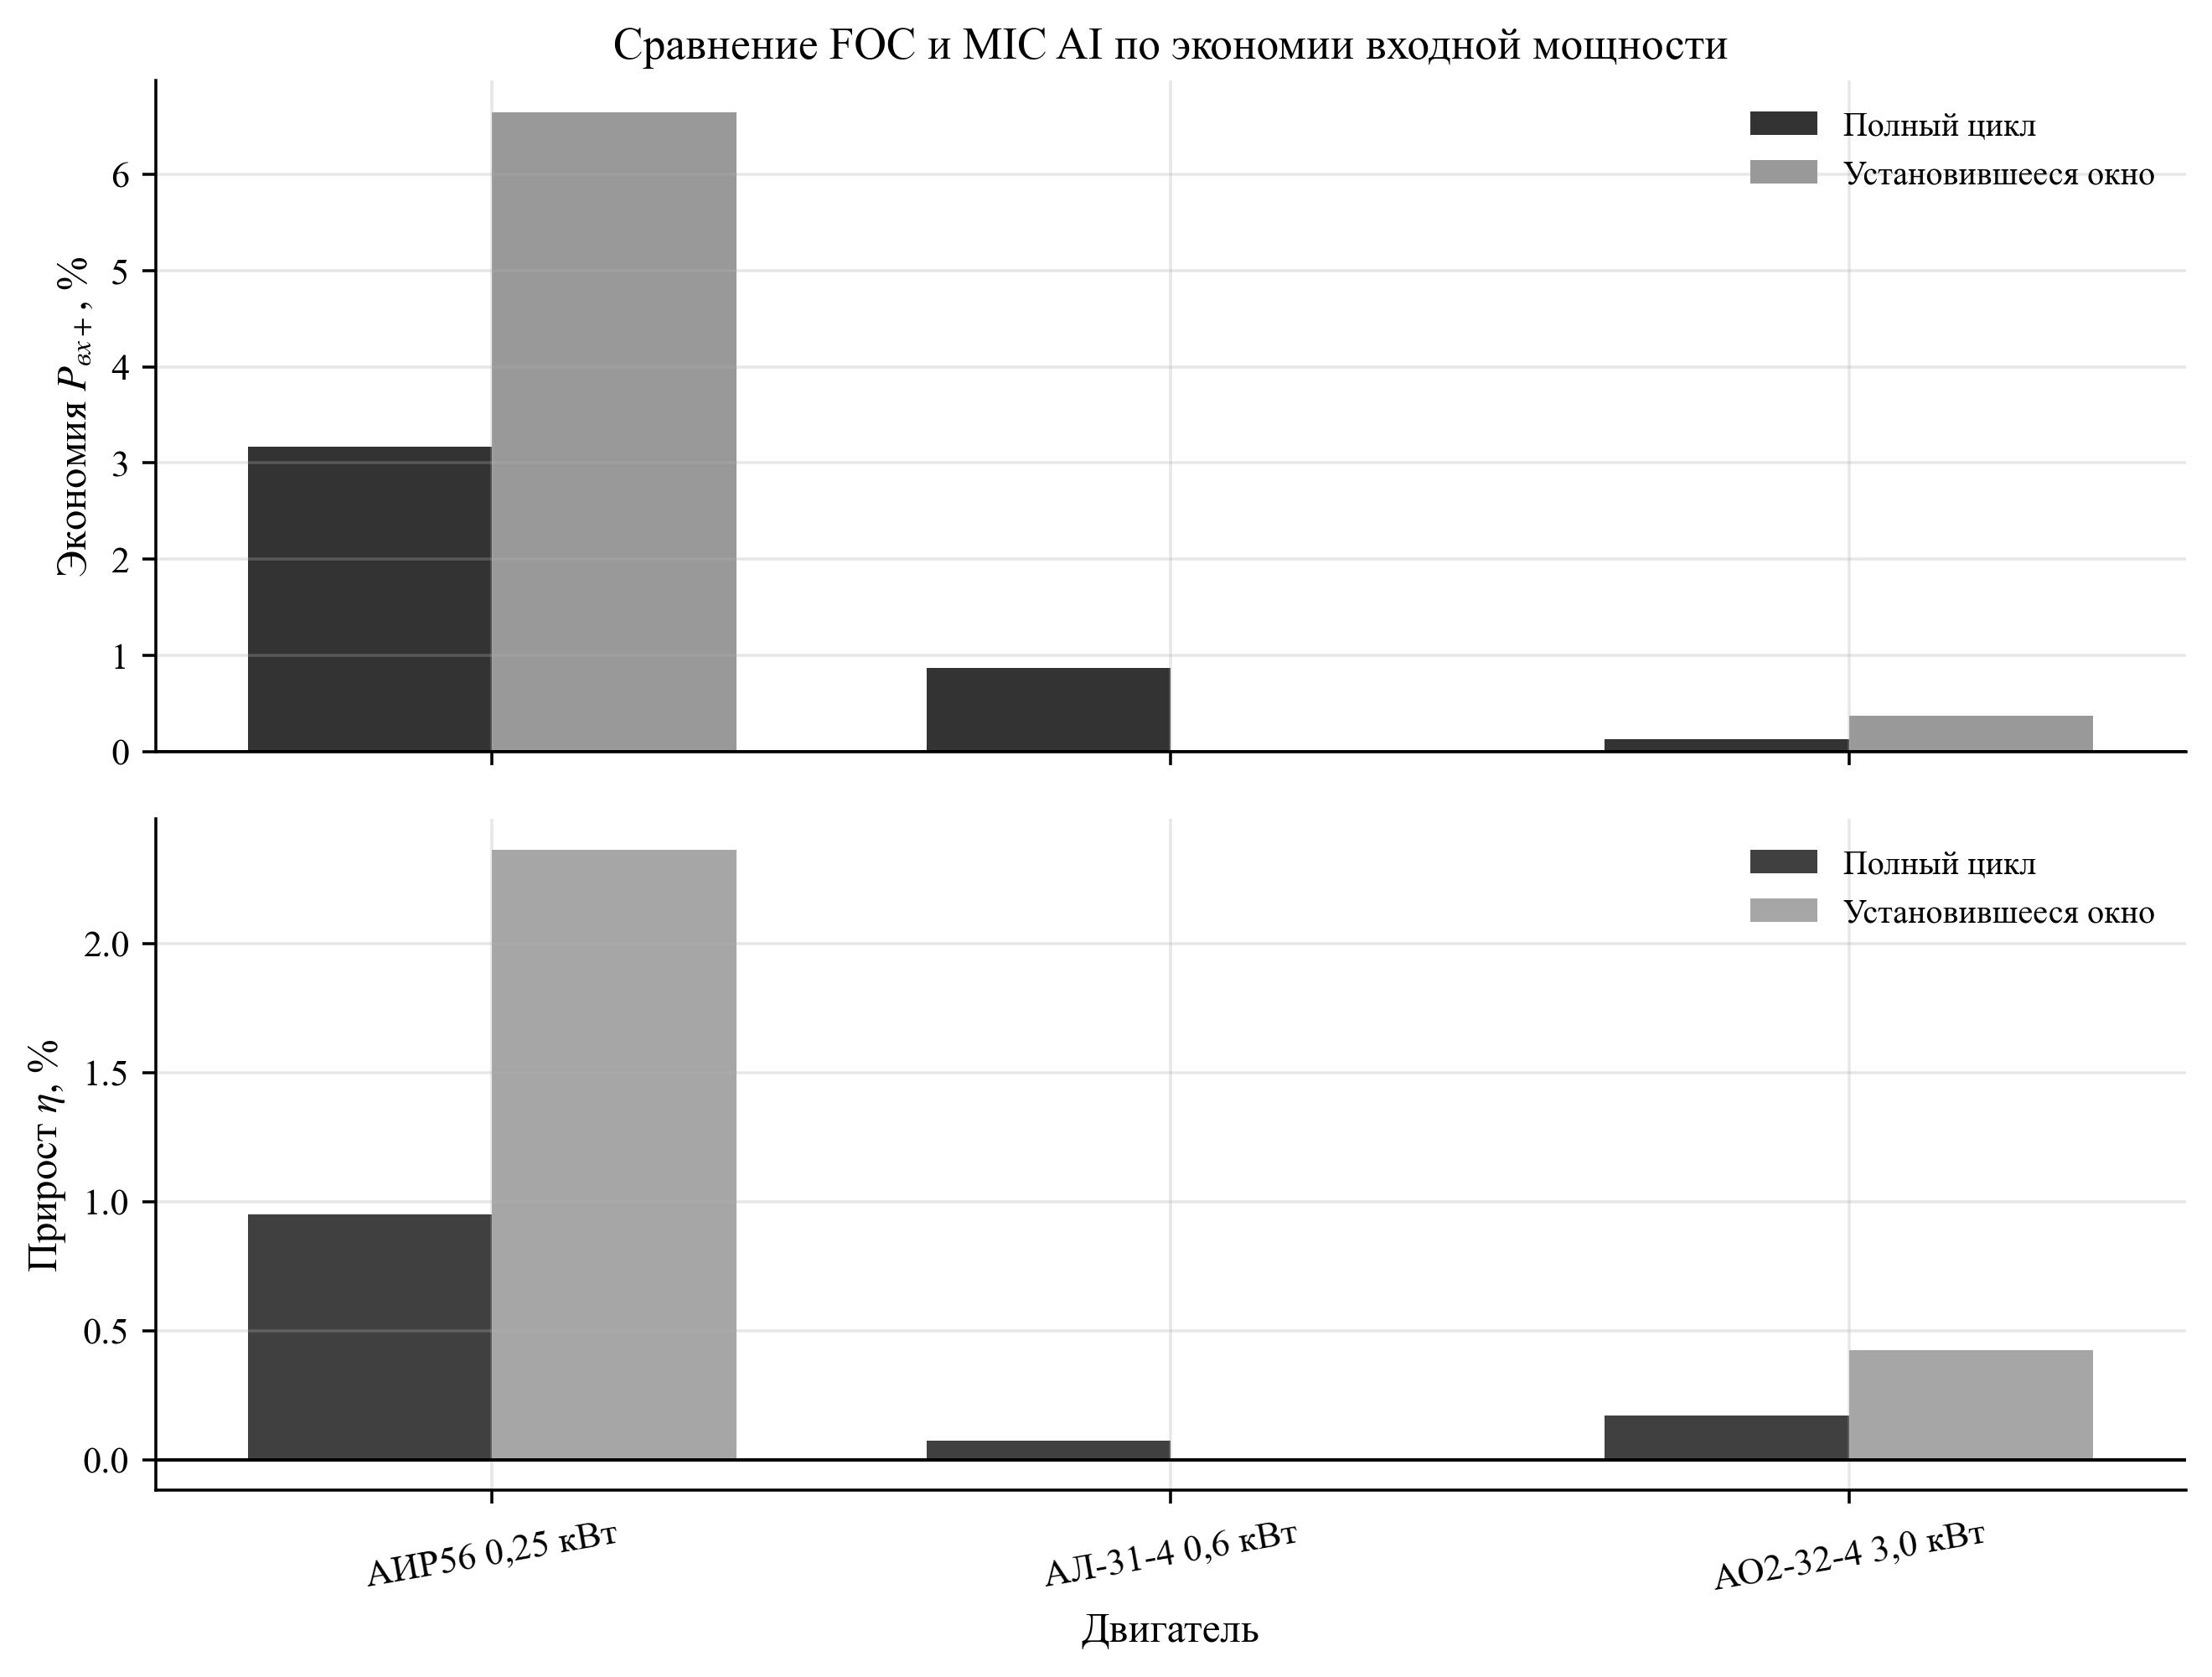 Сравнение FOC и MIC AI по экономии входной мощности
Экономия Pвх+, %
6
5
4
3
2
1
0
Полный цикл
Установившееся окно
Прирост η, %
2.0
1.5
1.0
0.5
0.0
Полный цикл
Установившееся окно
АИР56 0,25 кВт
АЛ-31-4 0,6 кВт
АО2-32-4 3,0 кВт
Двигатель